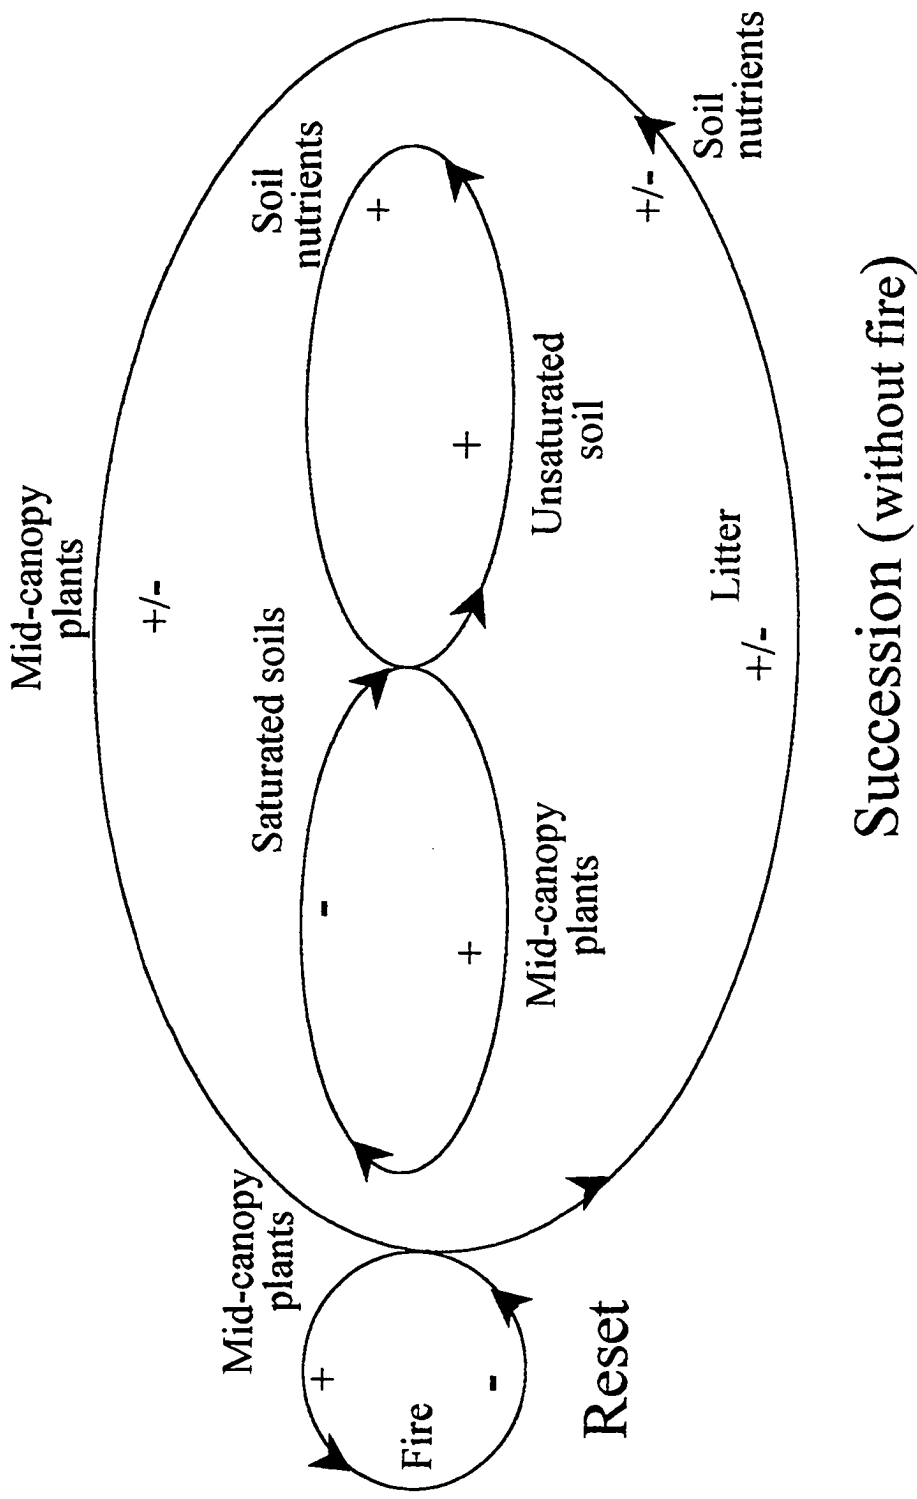 Mid-canopy
plants
+/-
Mid-canopy
plants
Saturated soils
Soil
nutrients
+
-
+
Fire
-
+
Mid-canopy
plants
+
Unsaturated
soil
+/-
Soil
nutrients
Litter
+/-
Reset
Succession (without fire)